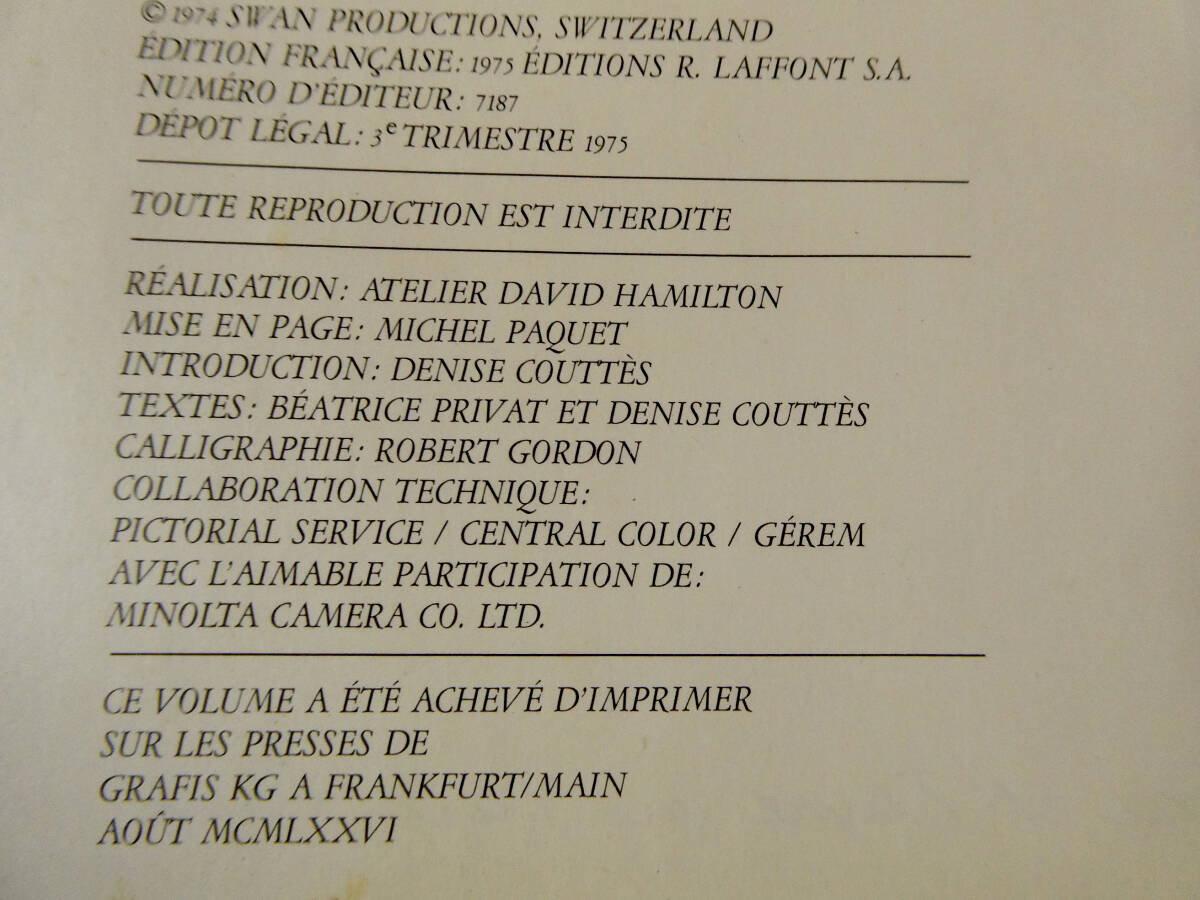 © 1974 SWAN PRODUCTIONS, SWITZERLAND
ÉDITION FRANÇAISE: 1975 ÉDITIONS R. LAFFONT S.A.
NUMÉRO D'ÉDITEUR: 7187
DÉPOT LÉGAL: 3e TRIMESTRE 1975
TOUTE REPRODUCTION EST INTERDITE
RÉALISATION: ATELIER DAVID HAMILTON
MISE EN PAGE: MICHEL PAQUET
INTRODUCTION: DENISE COUTTÈS
TEXTES: BÉATRICE PRIVAT ET DENISE COUTTÈS
CALLIGRAPHIE: ROBERT GORDON
COLLABORATION TECHNIQUE:
PICTORIAL SERVICE / CENTRAL COLOR / GÉREM
AVEC L'AIMABLE PARTICIPATION DE:
MINOLTA CAMERA CO. LTD.
CE VOLUME A ÉTÉ ACHEVÉ D'IMPRIMER
SUR LES PRESSES DE
GRAFIS KG A FRANKFURT/MAIN
AOÚT MCMLXXVI